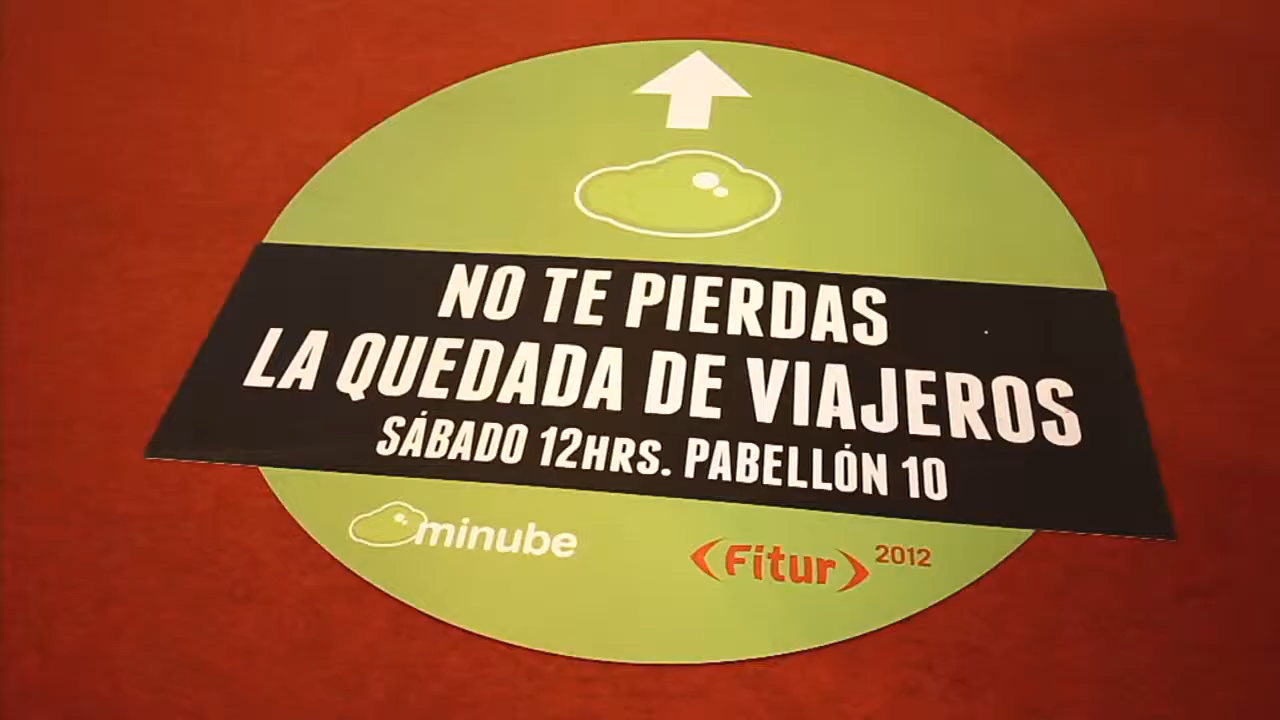 NO TE PIERDAS
LA QUEDADA DE VIAJEROS
SÁBADO 12HRS. PABELLÓN 10
minube
Fitur 2012